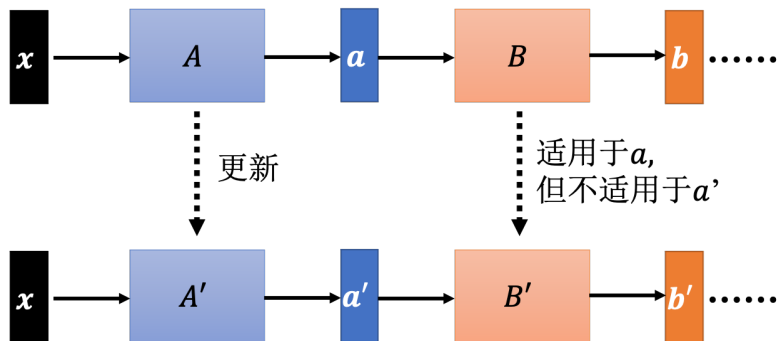 x A a B b ......
更新
适用于a,
但不适用于a’
x A′ a′ B′ b′ ......